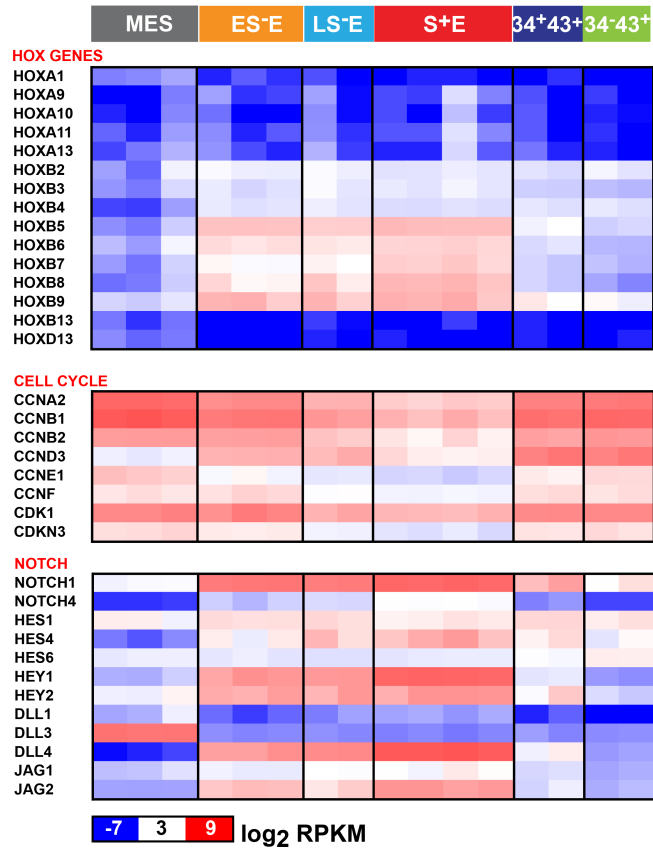 MES ES-E LS-E S+E 34+43+ 34-43+
HOX GENES
HOXA1
HOXA9
HOXA10
HOXA11
HOXA13
HOXB2
HOXB3
HOXB4
HOXB5
HOXB6
HOXB7
HOXB8
HOXB9
HOXB13
HOXD13
CELL CYCLE
CCNA2
CCNB1
CCNB2
CCND3
CCNE1
CCNF
CDK1
CDKN3
NOTCH
NOTCH1
NOTCH4
HES1
HES4
HES6
HEY1
HEY2
DLL1
DLL3
DLL4
JAG1
JAG2
-7 3 9 log2 RPKM